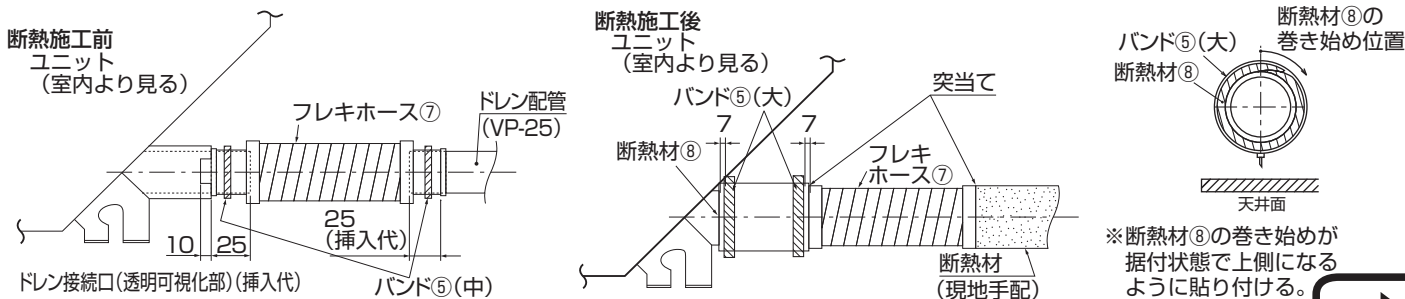 断熱施工前
ユニット
（室内より見る）
フレキホース⑦
ドレン配管
(VP-25)
10
25
25
（挿入代）
ドレン接続口(透明可視化部)(挿入代)
バンド⑤(中)
断熱施工後
ユニット
（室内より見る）
バンド⑤(大)
突当て
7
7
断熱材⑧
フレキ
ホース⑦
断熱材
(現地手配)
断熱材⑧の
巻き始め位置
バンド⑤(大)
断熱材⑧
天井面
※断熱材⑧の巻き始めが
据付状態で上側になる
ように貼り付ける。